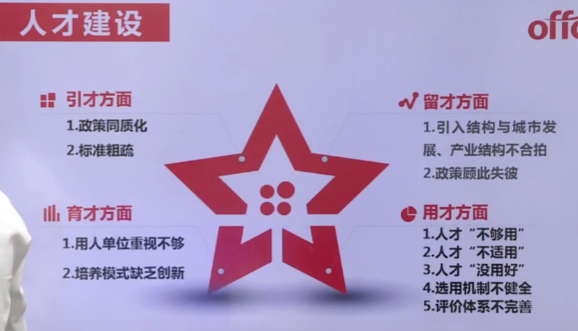 人才建设
offc
引才方面
1.政策同质化
2.标准粗疏
留才方面
1.引入结构与城市发
展、产业结构不合拍
2.政策顾此失彼
育才方面
1.用人单位重视不够
2.培养模式缺乏创新
用才方面
1.人才“不够用”
2.人才“不适用”
3.人才“没用好”
4.选用机制不健全
5.评价体系不完善